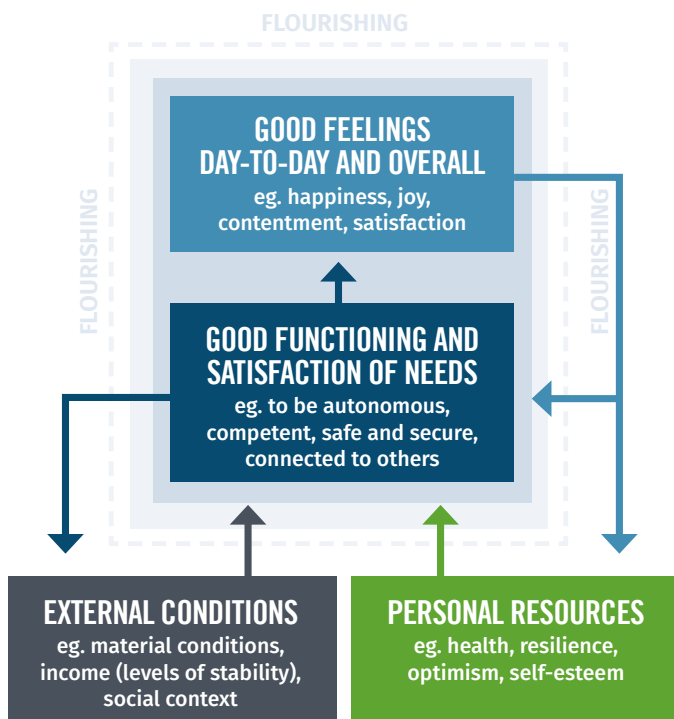 FLOURISHING
GOOD FEELINGS
DAY-TO-DAY AND OVERALL
eg. happiness, joy,
contentment, satisfaction
FLOURISHING
FLOURISHING
GOOD FUNCTIONING AND
SATISFACTION OF NEEDS
eg. to be autonomous,
competent, safe and secure,
connected to others
EXTERNAL CONDITIONS
eg. material conditions,
income (levels of stability),
social context
PERSONAL RESOURCES
eg. health, resilience,
optimism, self-esteem